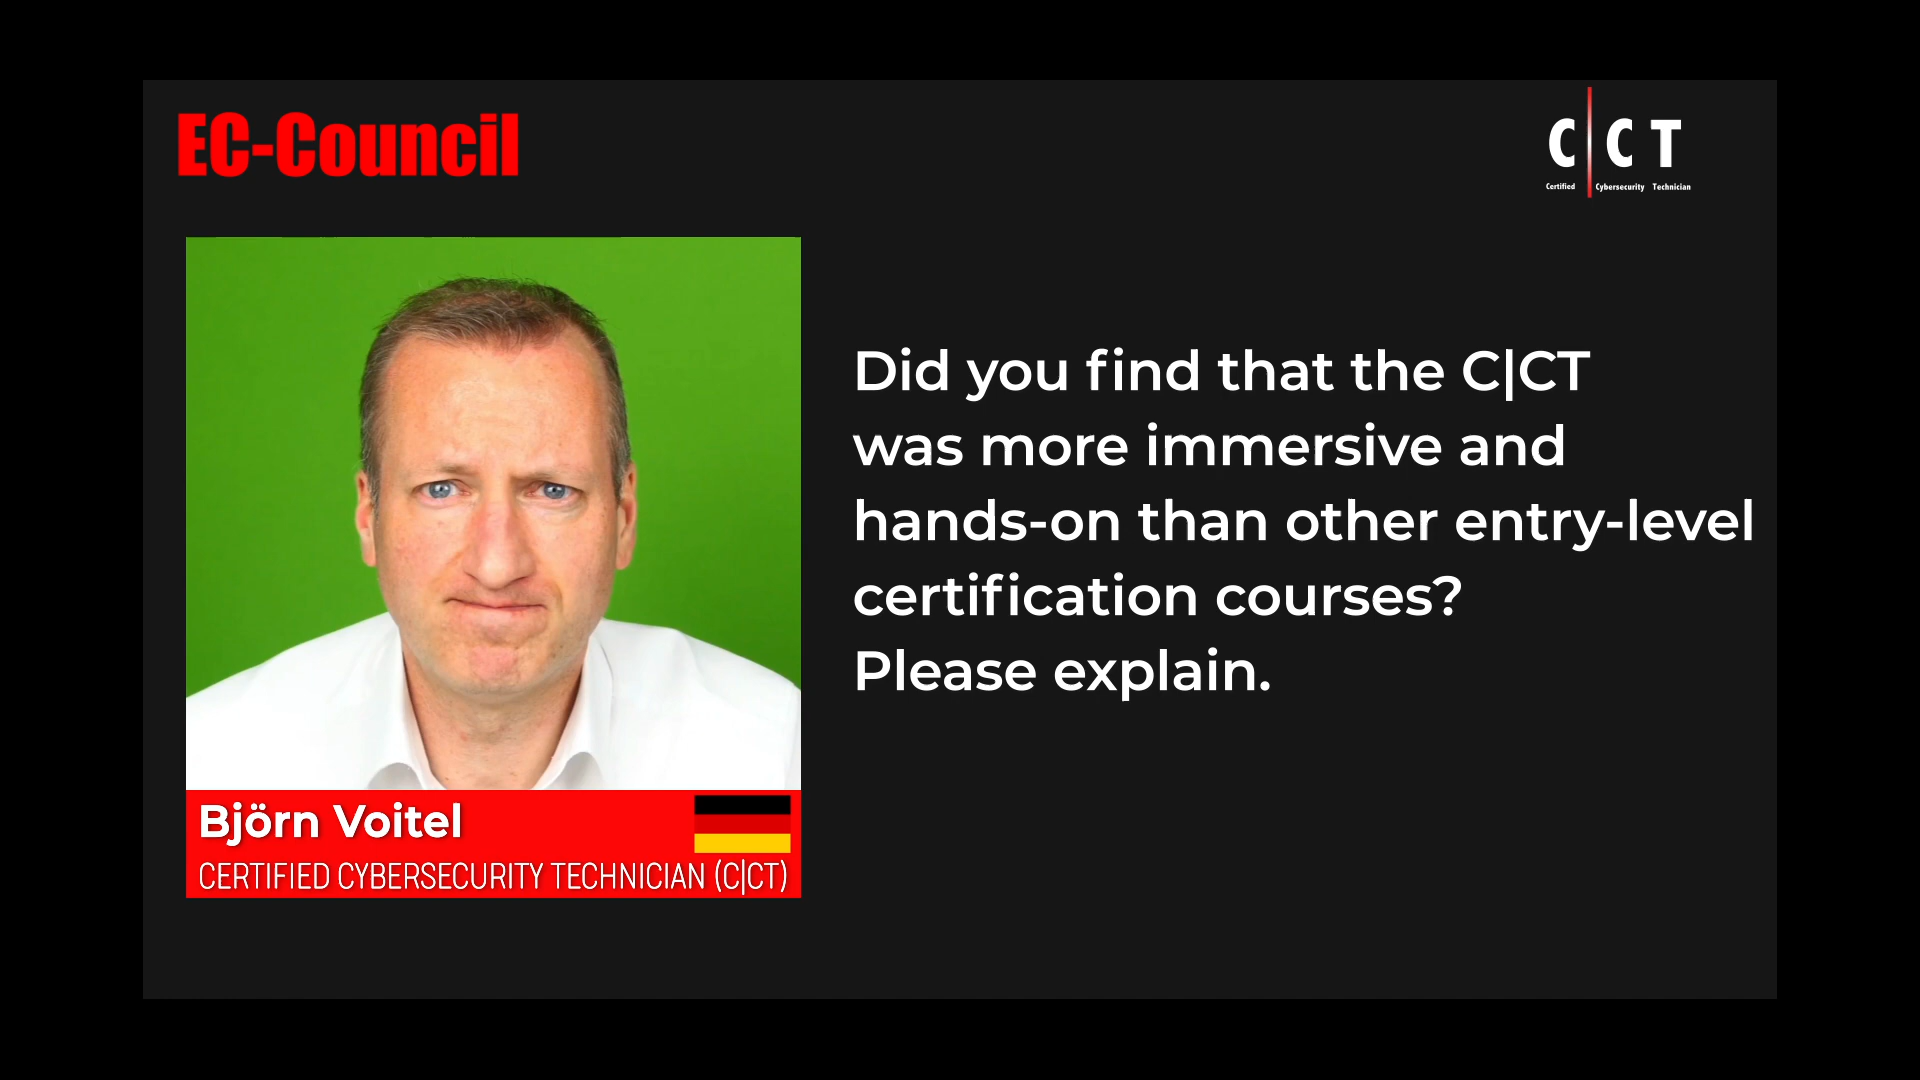 EC-Council
C|CT
Certified Cybersecurity Technician
Did you find that the C|CT
was more immersive and
hands-on than other entry-level
certification courses?
Please explain.
Björn Voitel
CERTIFIED CYBERSECURITY TECHNICIAN (C|CT)